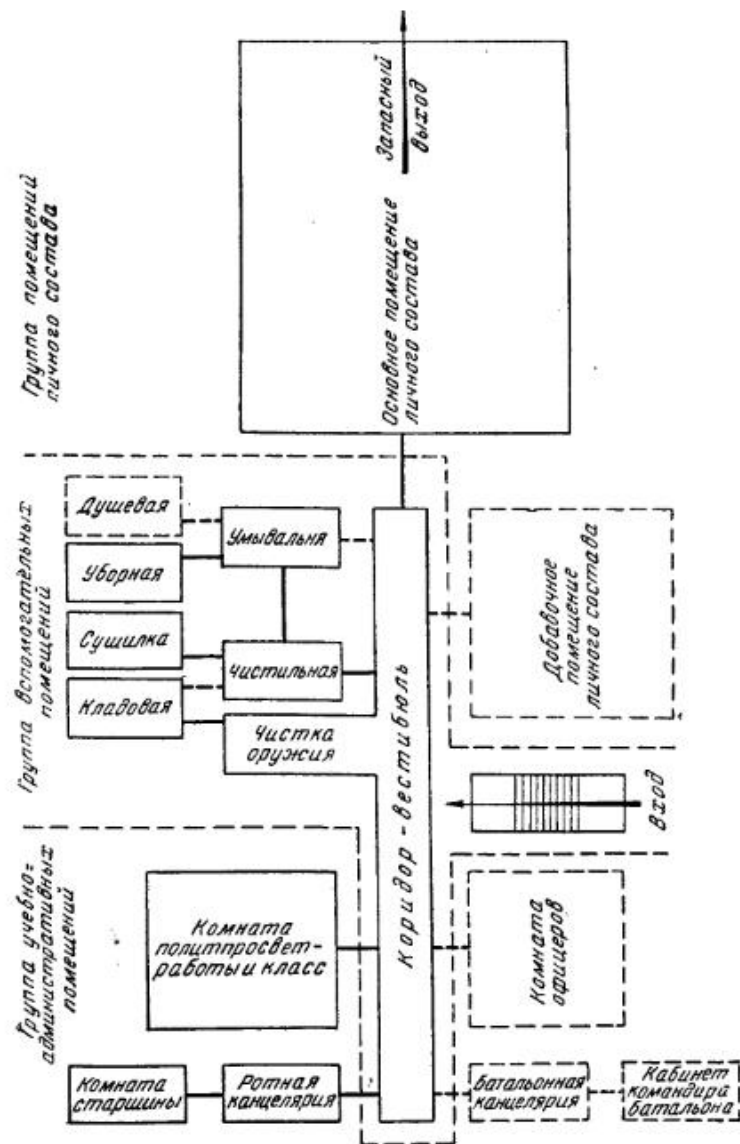 Группа помещений
личного состава
Запасный
выход
Основное помещение
личного состава
Группа вспомогательных
помещений
Душевая
Уборная
Сушилка
Кладовая
Умывальня
Чистильная
Чистка
оружия
Коридор-вестибюль
Добавочное
помещение
личного состава
вход
Группа учебно=
административных
помещений
Комната
политпросвет-
работы и класс
Комната
офицеров
Комната
старшины
Ротная
канцелярия
Батальонная
канцелярия
Кабинет
командира
батальона